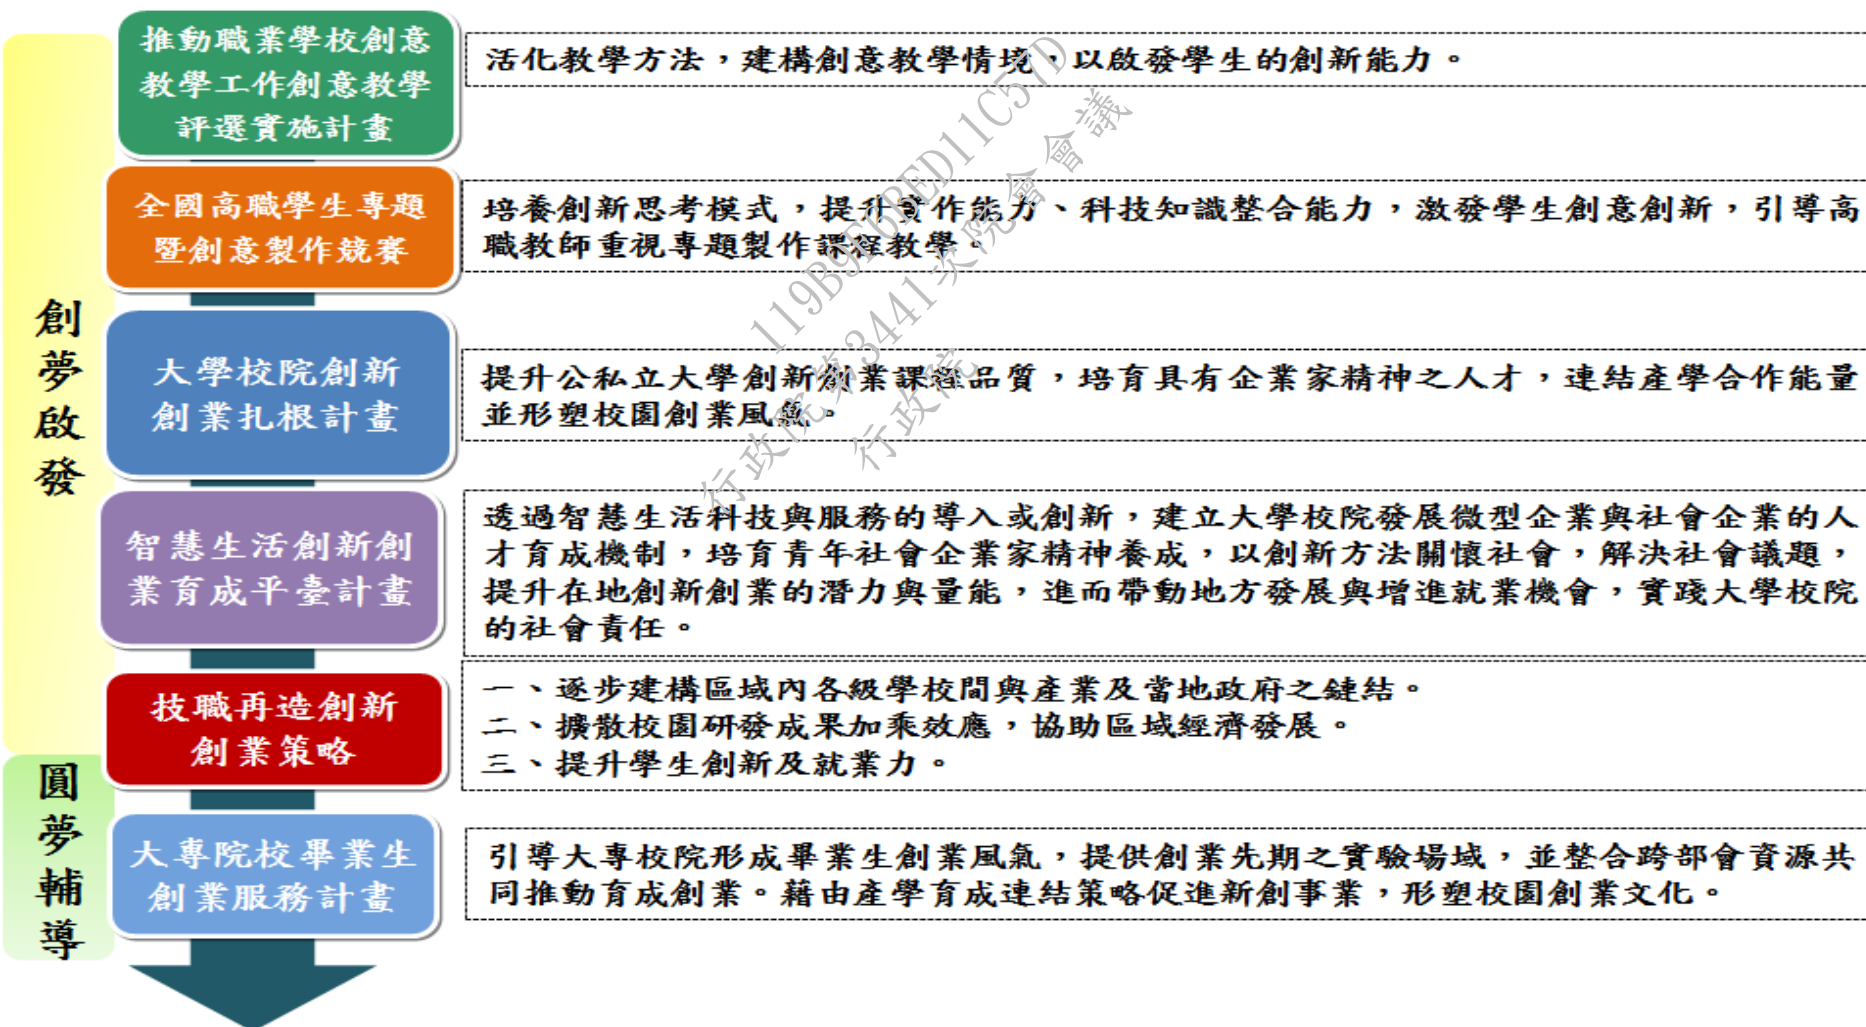 創夢啟發
推動職業學校創意
教學工作創意教學
評選實施計畫
活化教學方法，建構創意教學情境，以啟發學生的創新能力。
全國高職學生專題
暨創意製作競賽
培養創新思考模式，提升實作能力、科技知識整合能力，激發學生創意創新，引導高
職教師重視專題製作課程教學。
大學校院創新
創業扎根計畫
提升公私立大學創新創業課程品質，培育具有企業家精神之人才，連結產學合作能量
並形塑校園創業風氣。
智慧生活創新創
業育成平臺計畫
透過智慧生活科技與服務的導入或創新，建立大學校院發展微型企業與社會企業的人
才育成機制，培育青年社會企業家精神養成，以創新方法關懷社會，解決社會議題，
提升在地創新創業的潛力與量能，進而帶動地方發展與增進就業機會，實踐大學校院
的社會責任。
技職再造創新
創業策略
一、逐步建構區域內各級學校間與產業及當地政府之鏈結。
二、擴散校園研發成果加乘效應，協助區域經濟發展。
三、提升學生創新及就業力。
圓夢輔導
大專院校畢業生
創業服務計畫
引導大專校院形成畢業生創業風氣，提供創業先期之實驗場域，並整合跨部會資源共
同推動育成創業。藉由產學育成連結策略促進新創事業，形塑校園創業文化。
119B9F6BED11C57D
行政院第3441次院會會議
行政院